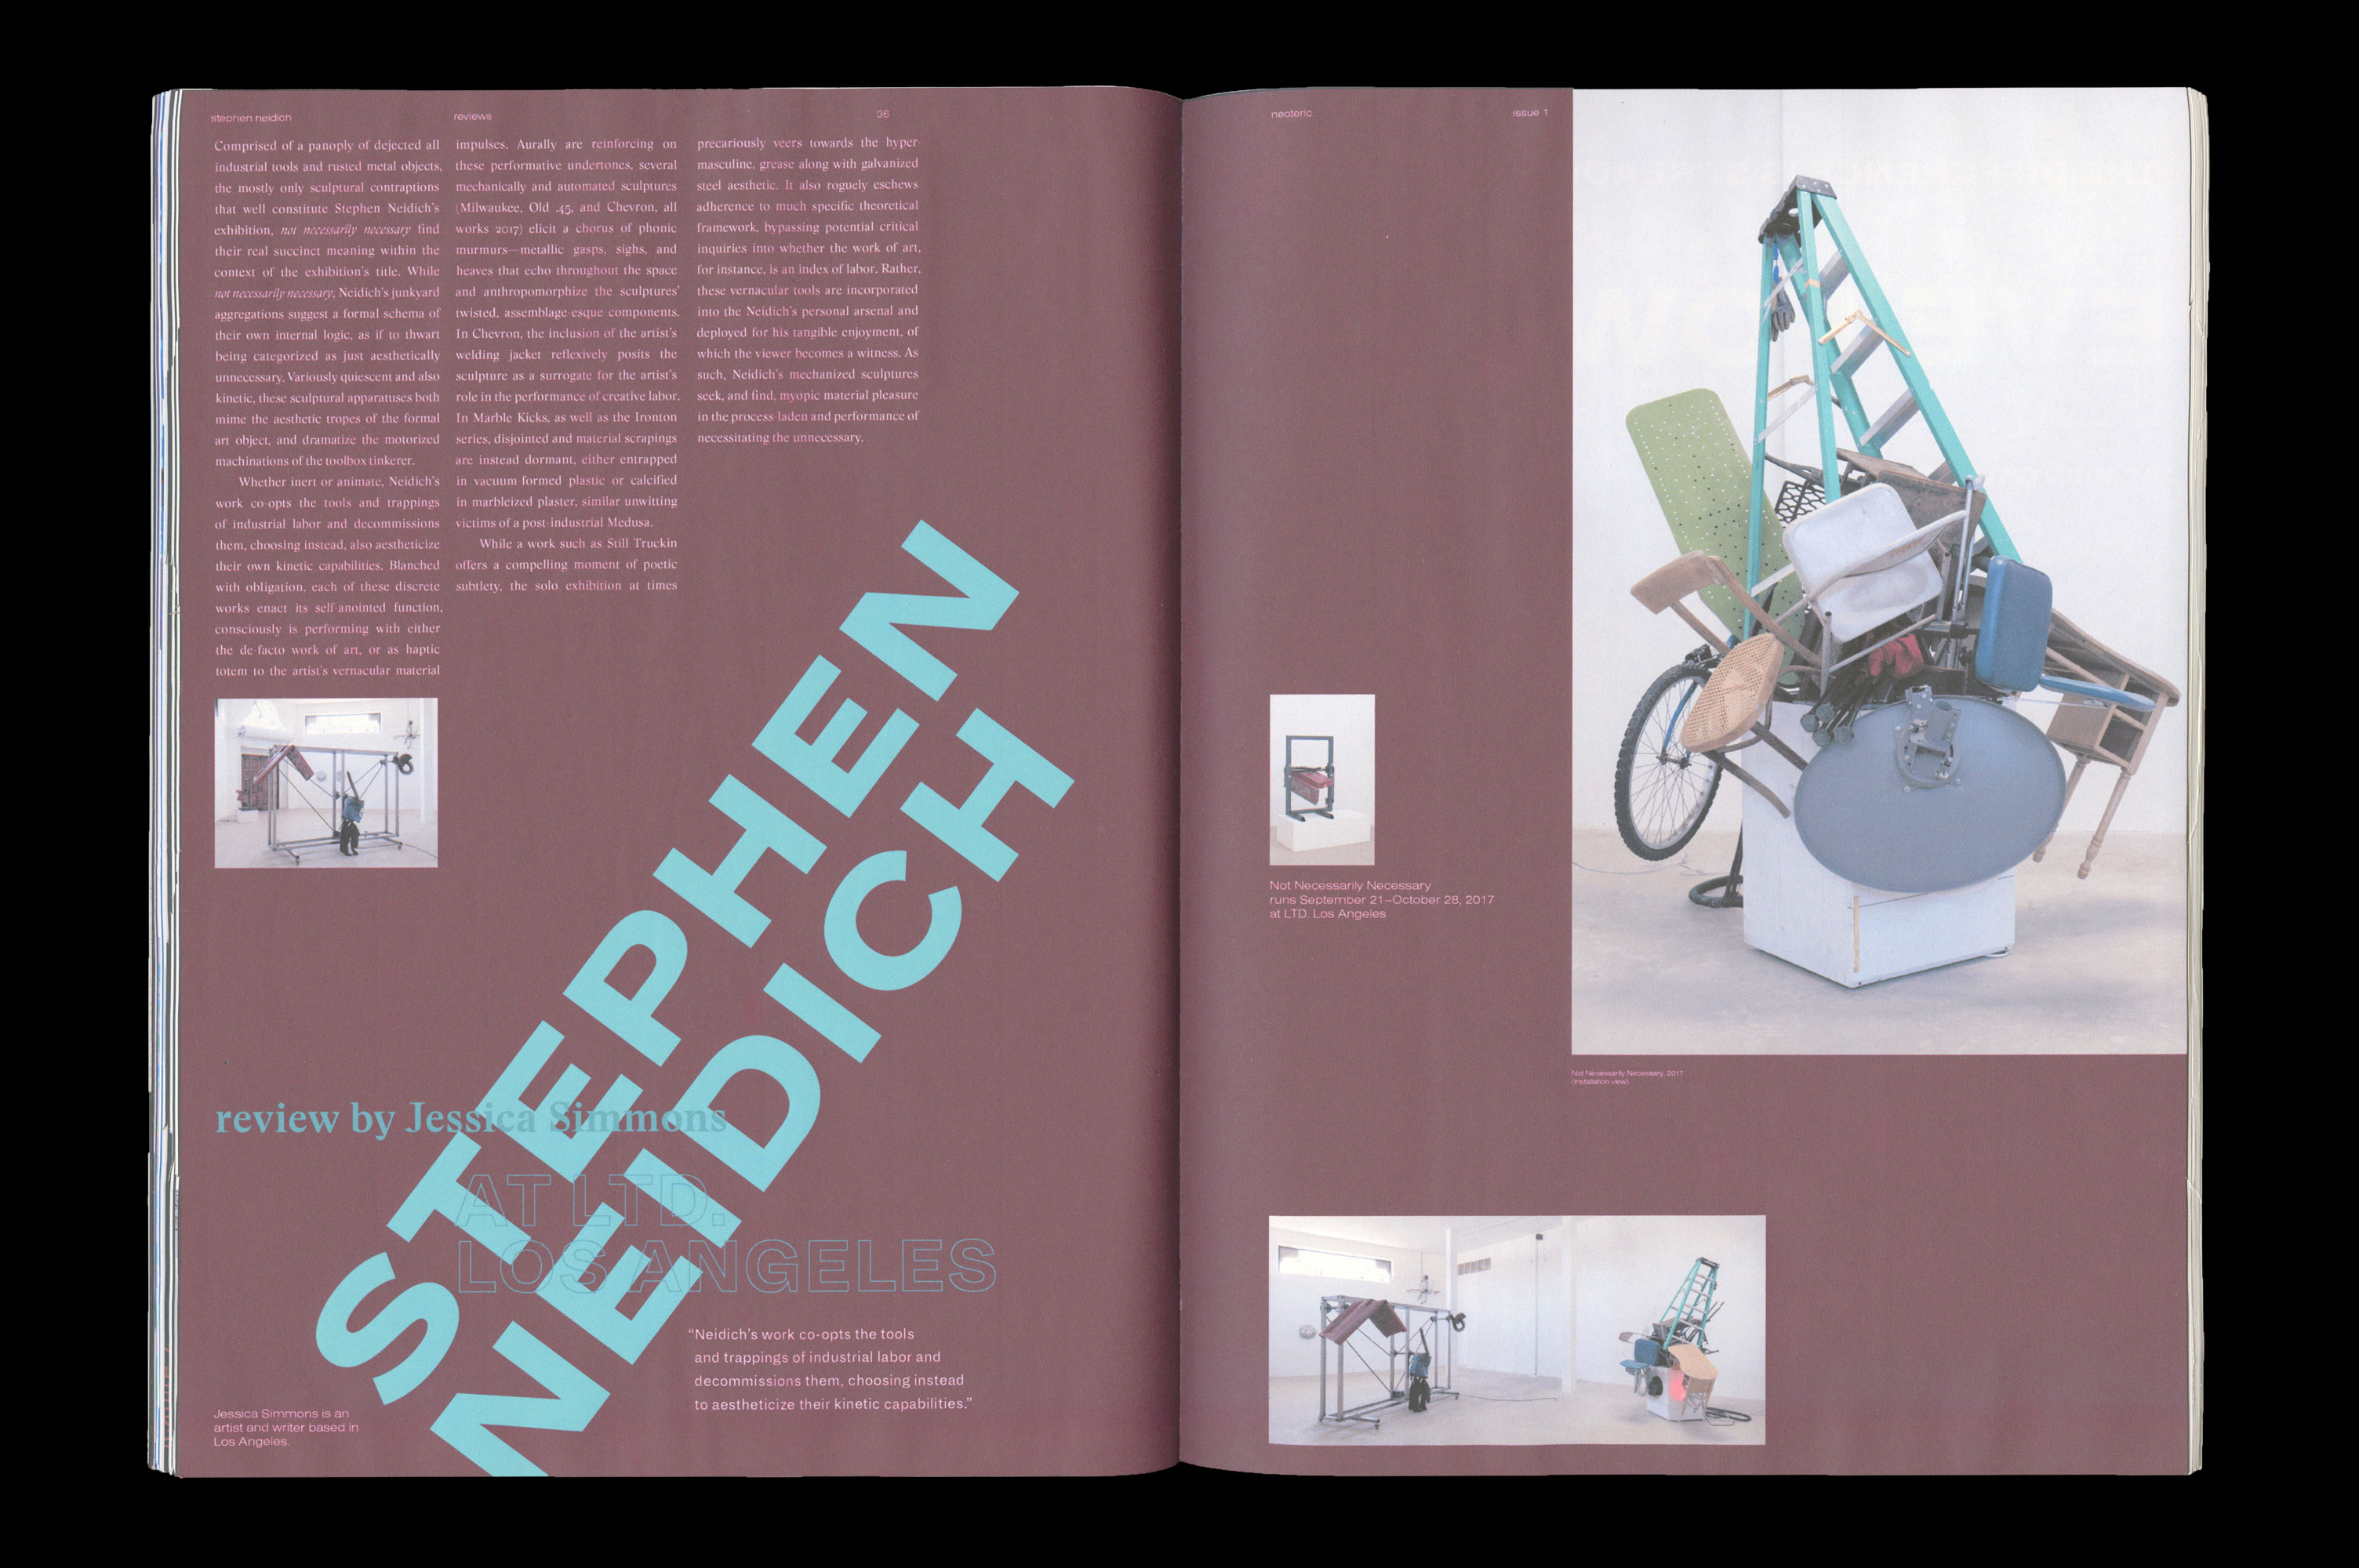 stephen neidich
reviews
36
Comprised of a panoply of dejected all
industrial tools and rusted metal objects,
the mostly only sculptural contraptions
that well constitute Stephen Neidich's
exhibition, not necessarily necessary find
their real succinct meaning within the
context of the exhibition's title. While
not necessarily necessary, Neidich's junkyard
aggregations suggest a formal schema of
their own internal logic, as if to thwart
being categorized as just aesthetically
unnecessary. Variously quiescent and also
kinetic, these sculptural apparatuses both
mime the aesthetic tropes of the formal
art object, and dramatize the motorized
machinations of the toolbox tinkerer.
Whether inert or animate, Neidich's
work co-opts the tools and trappings
of industrial labor and decommissions
them, choosing instead, also aestheticize
their own kinetic capabilities. Blanched
with obligation, each of these discrete
works enact its self-anointed function,
consciously is performing with either
the de-facto work of art, or as haptic
totem to the artist's vernacular material
impulses. Aurally are reinforcing on
these performative undertones, several
mechanically and automated sculptures
(Milwaukee, Old .45, and Chevron, all
works 2017) elicit a chorus of phonic
murmurs—metallic gasps, sighs, and
heaves that echo throughout the space
and anthropomorphize the sculptures'
twisted, assemblage-esque components.
In Chevron, the inclusion of the artist's
welding jacket reflexively posits the
sculpture as a surrogate for the artist's
role in the performance of creative labor.
In Marble Kicks, as well as the Ironton
series, disjointed and material scrapings
are instead dormant, either entrapped
in vacuum-formed plastic or calcified
in marbleized plaster, similar unwitting
victims of a post-industrial Medusa.
While a work such as Still Truckin
offers a compelling moment of poetic
subtlety, the solo exhibition at times
precariously veers towards the hyper-
masculine, grease along with galvanized
steel aesthetic. It also roguely eschews
adherence to much specific theoretical
framework, bypassing potential critical
inquiries into whether the work of art,
for instance, is an index of labor. Rather,
these vernacular tools are incorporated
into the Neidich's personal arsenal and
deployed for his tangible enjoyment, of
which the viewer becomes a witness. As
such, Neidich's mechanized sculptures
seek, and find, myopic material pleasure
in the process-laden and performance of
necessitating the unnecessary.
STEPHEN
NEIDICH
review by Jessica Simmons
AT LTD.
LOS ANGELES
“Neidich's work co-opts the tools
and trappings of industrial labor and
decommissions them, choosing instead
to aestheticize their kinetic capabilities.”
Jessica Simmons is an
artist and writer based in
Los Angeles.
neoteric
issue 1
Not Necessarily Necessary
runs September 21–October 28, 2017
at LTD. Los Angeles
Not Necessarily Necessary, 2017
(installation view)